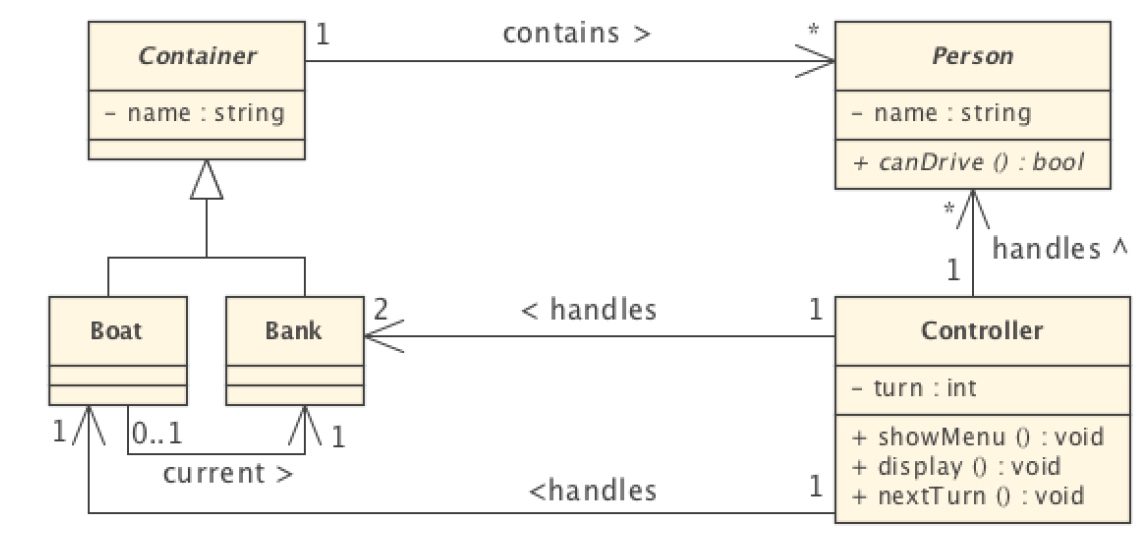 Container
1
contains >
*
Person
- name : string
- name : string
+ canDrive () : bool
*
handles ^
1
Boat
Bank
2
< handles
1
Controller
- turn : int
1
0..1
1
current >
+ showMenu () : void
+ display () : void
+ nextTurn () : void
<handles
1